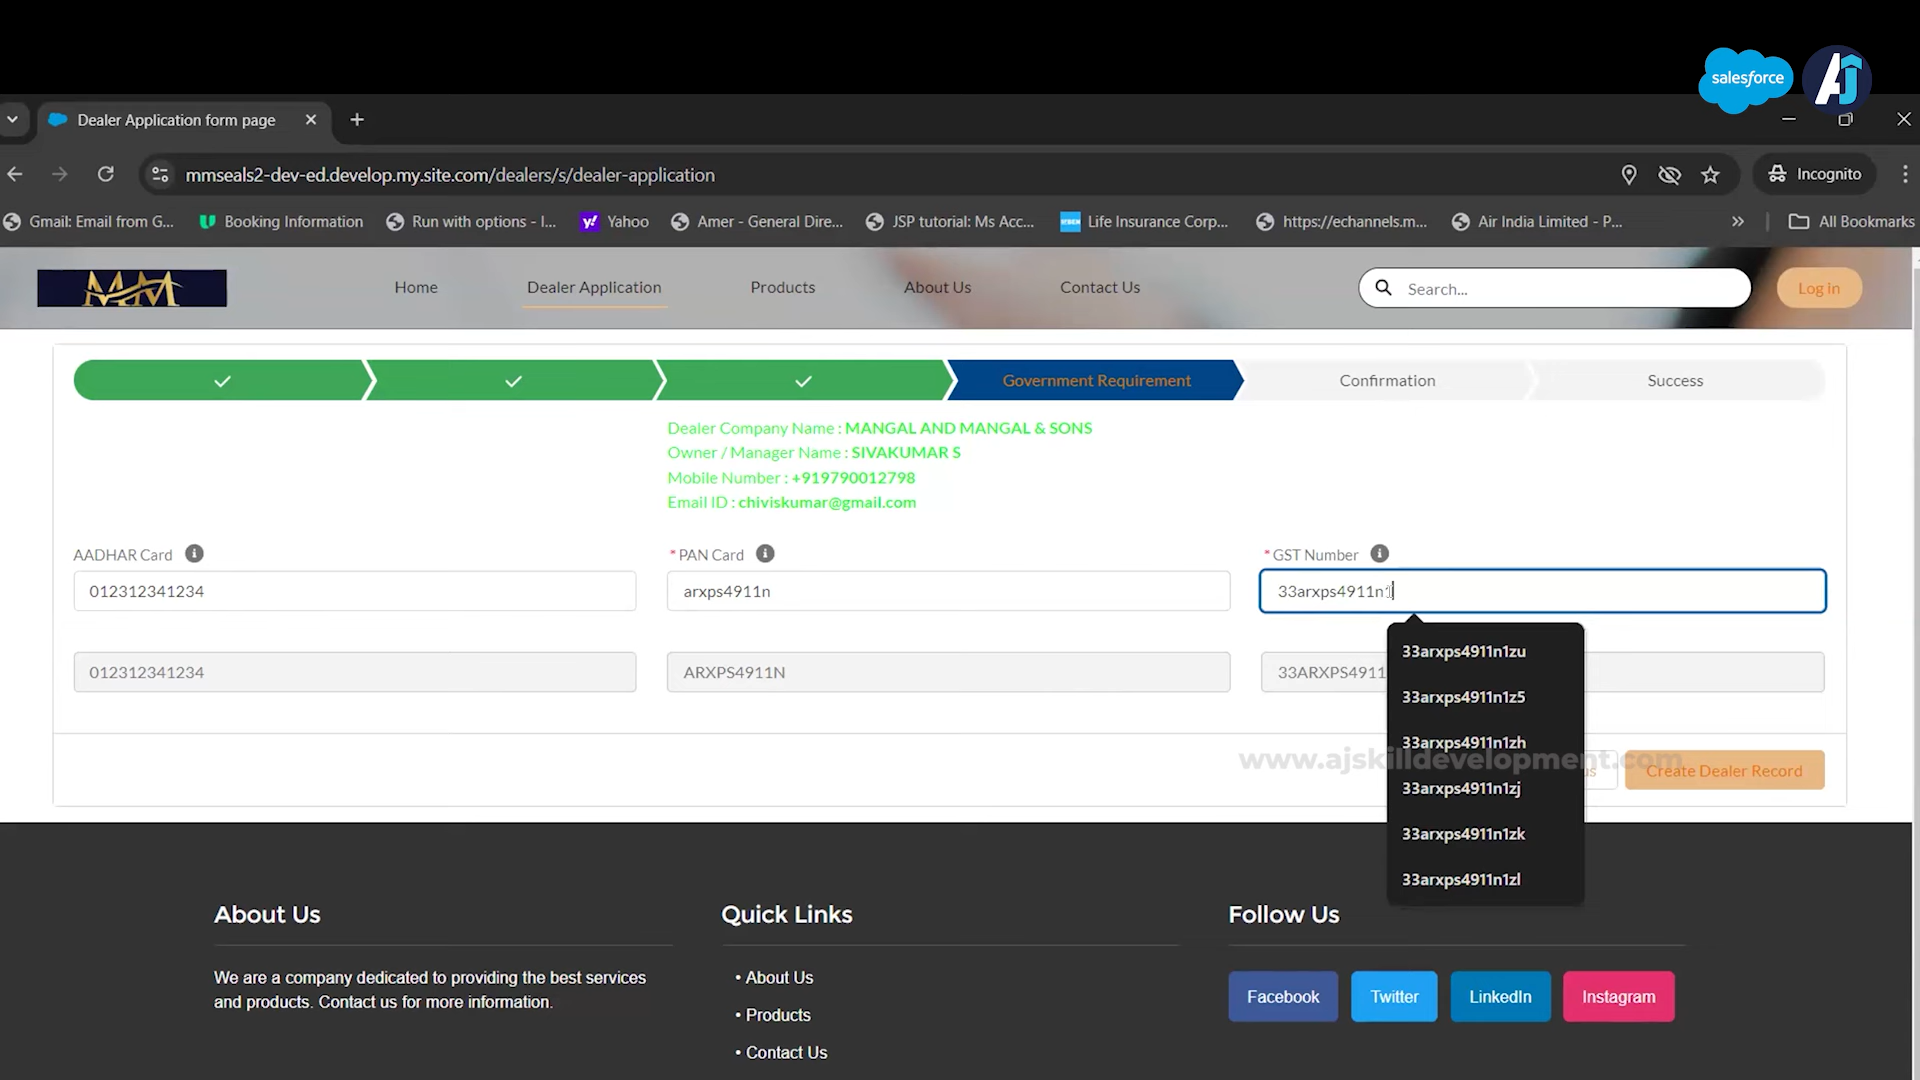 salesforce
AJ
Dealer Application form page
mmseals2-dev-ed.develop.my.site.com/dealers/s/dealer-application
Incognito
Gmail: Email from G...
Booking Information
Run with options - I...
Yahoo
Amer - General Dire...
JSP tutorial: Ms Acc...
Life Insurance Corp...
https://echannels.m...
Air India Limited - P...
All Bookmarks
MM
Home
Dealer Application
Products
About Us
Contact Us
Search...
Log in
Government Requirement
Confirmation
Success
Dealer Company Name : MANGAL AND MANGAL & SONS
Owner / Manager Name : SIVAKUMAR S
Mobile Number : +919790012798
Email ID : chiviskumar@gmail.com
AADHAR Card
* PAN Card
* GST Number
012312341234
arxps4911n
33arxps4911n1
012312341234
ARXPS4911N
33ARXPS4911
33arxps4911n1zu
33arxps4911n1z5
33arxps4911n1zh
33arxps4911n1zj
33arxps4911n1zk
33arxps4911n1zl
www.ajskilldevelopment.com
Create Dealer Record
About Us
We are a company dedicated to providing the best services
and products. Contact us for more information.
Quick Links
• About Us
• Products
• Contact Us
Follow Us
Facebook
Twitter
LinkedIn
Instagram